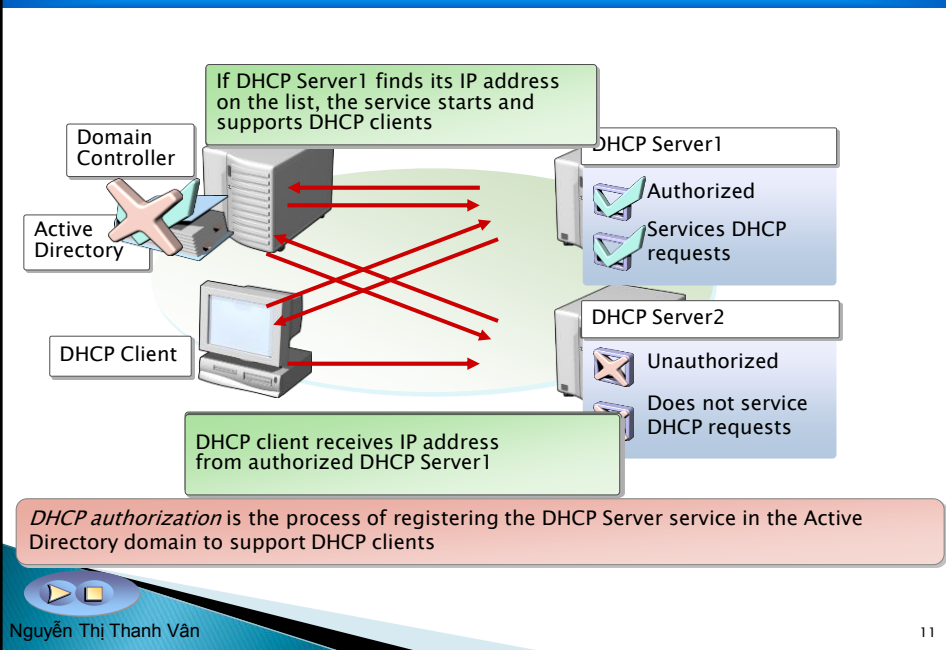 If DHCP Server1 finds its IP address
on the list, the service starts and
supports DHCP clients
Domain
Controller
DHCP Server1
Authorized
Services DHCP
requests
Active
Directory
DHCP Server2
DHCP Client
Unauthorized
Does not service
DHCP requests
DHCP client receives IP address
from authorized DHCP Server1
DHCP authorization is the process of registering the DHCP Server service in the Active
Directory domain to support DHCP clients
Nguyễn Thị Thanh Vân
11